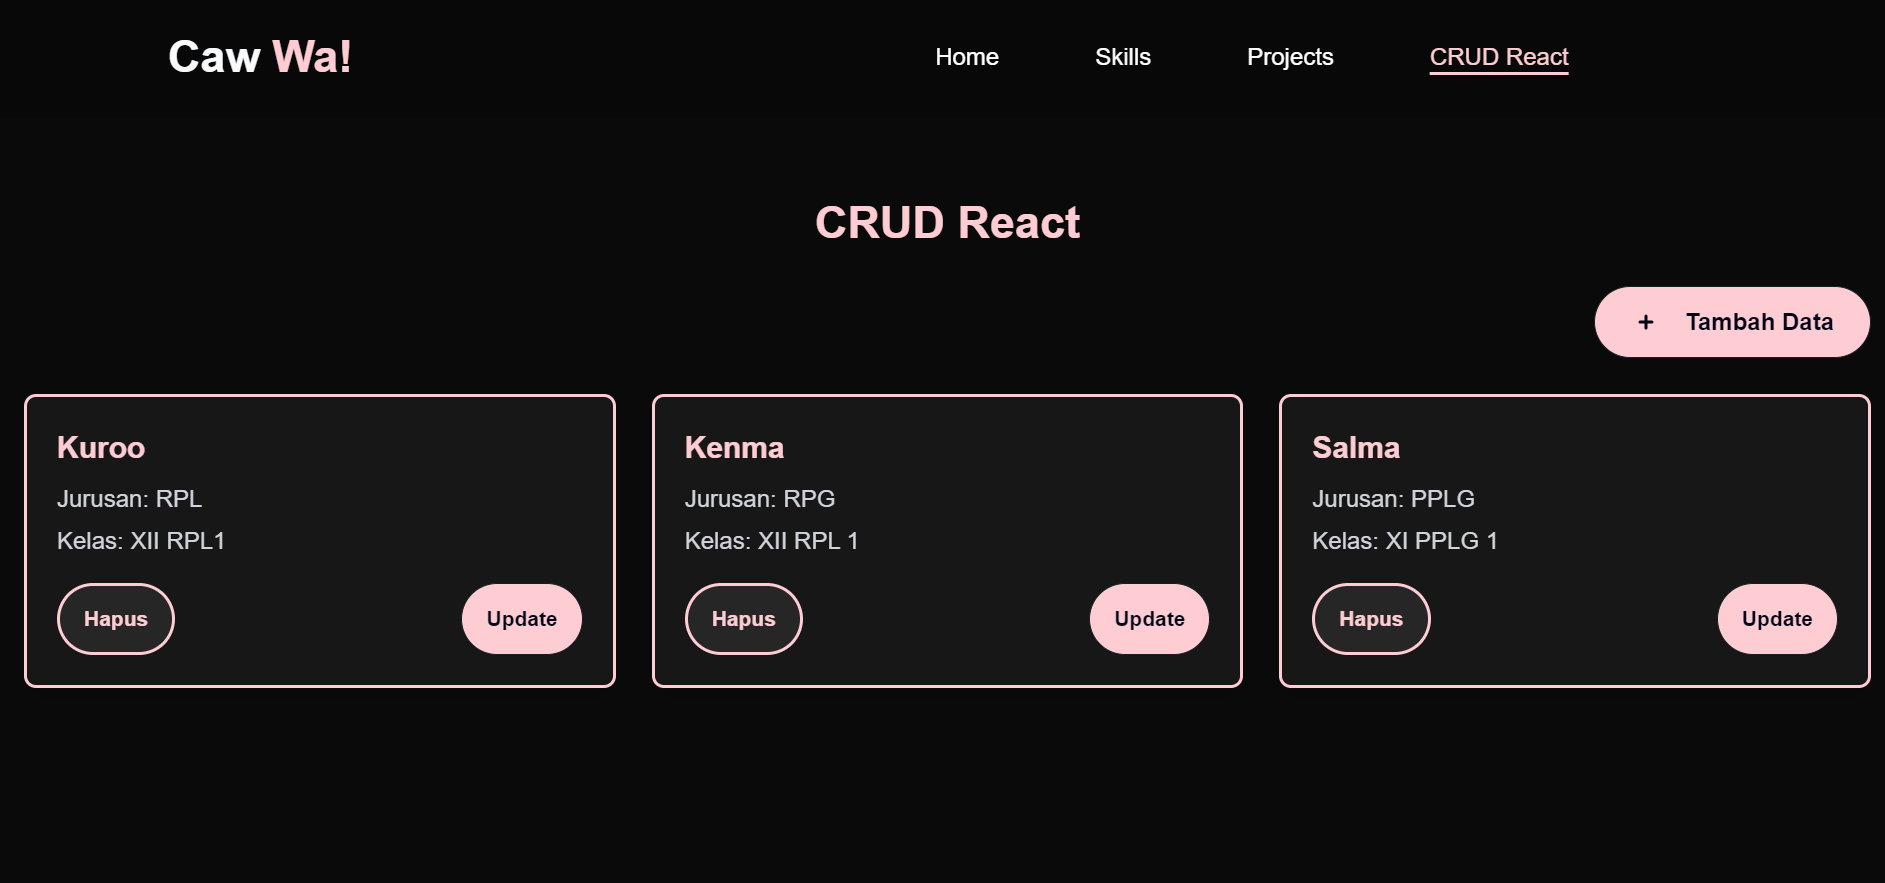 Caw Wa!
Home
Skills
Projects
CRUD React
CRUD React
+ Tambah Data
Kuroo
Jurusan: RPL
Kelas: XII RPL1
Hapus
Update
Kenma
Jurusan: RPG
Kelas: XII RPL 1
Hapus
Update
Salma
Jurusan: PPLG
Kelas: XI PPLG 1
Hapus
Update